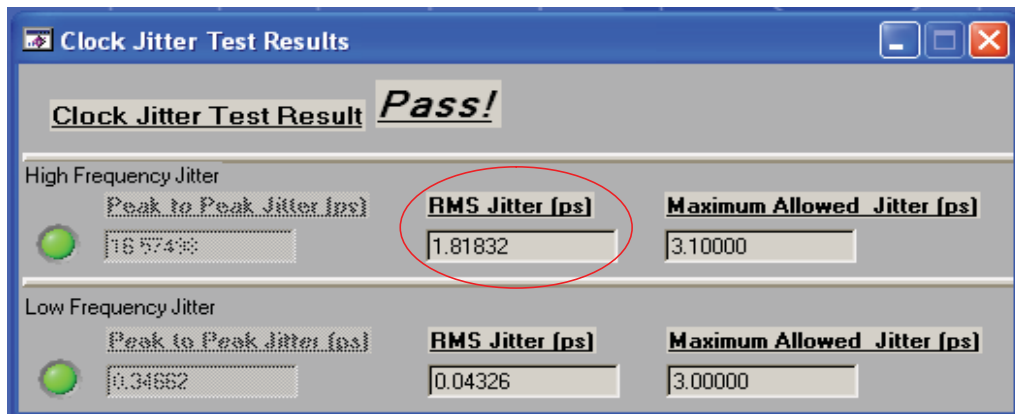 Clock Jitter Test Results
Clock Jitter Test Result Pass!
High Frequency Jitter
Peak to Peak Jitter (ps) RMS Jitter (ps) Maximum Allowed Jitter (ps)
1.81832 3.10000
Low Frequency Jitter
Peak to Peak Jitter (ps) RMS Jitter (ps) Maximum Allowed Jitter (ps)
0.34662 0.04326 3.00000